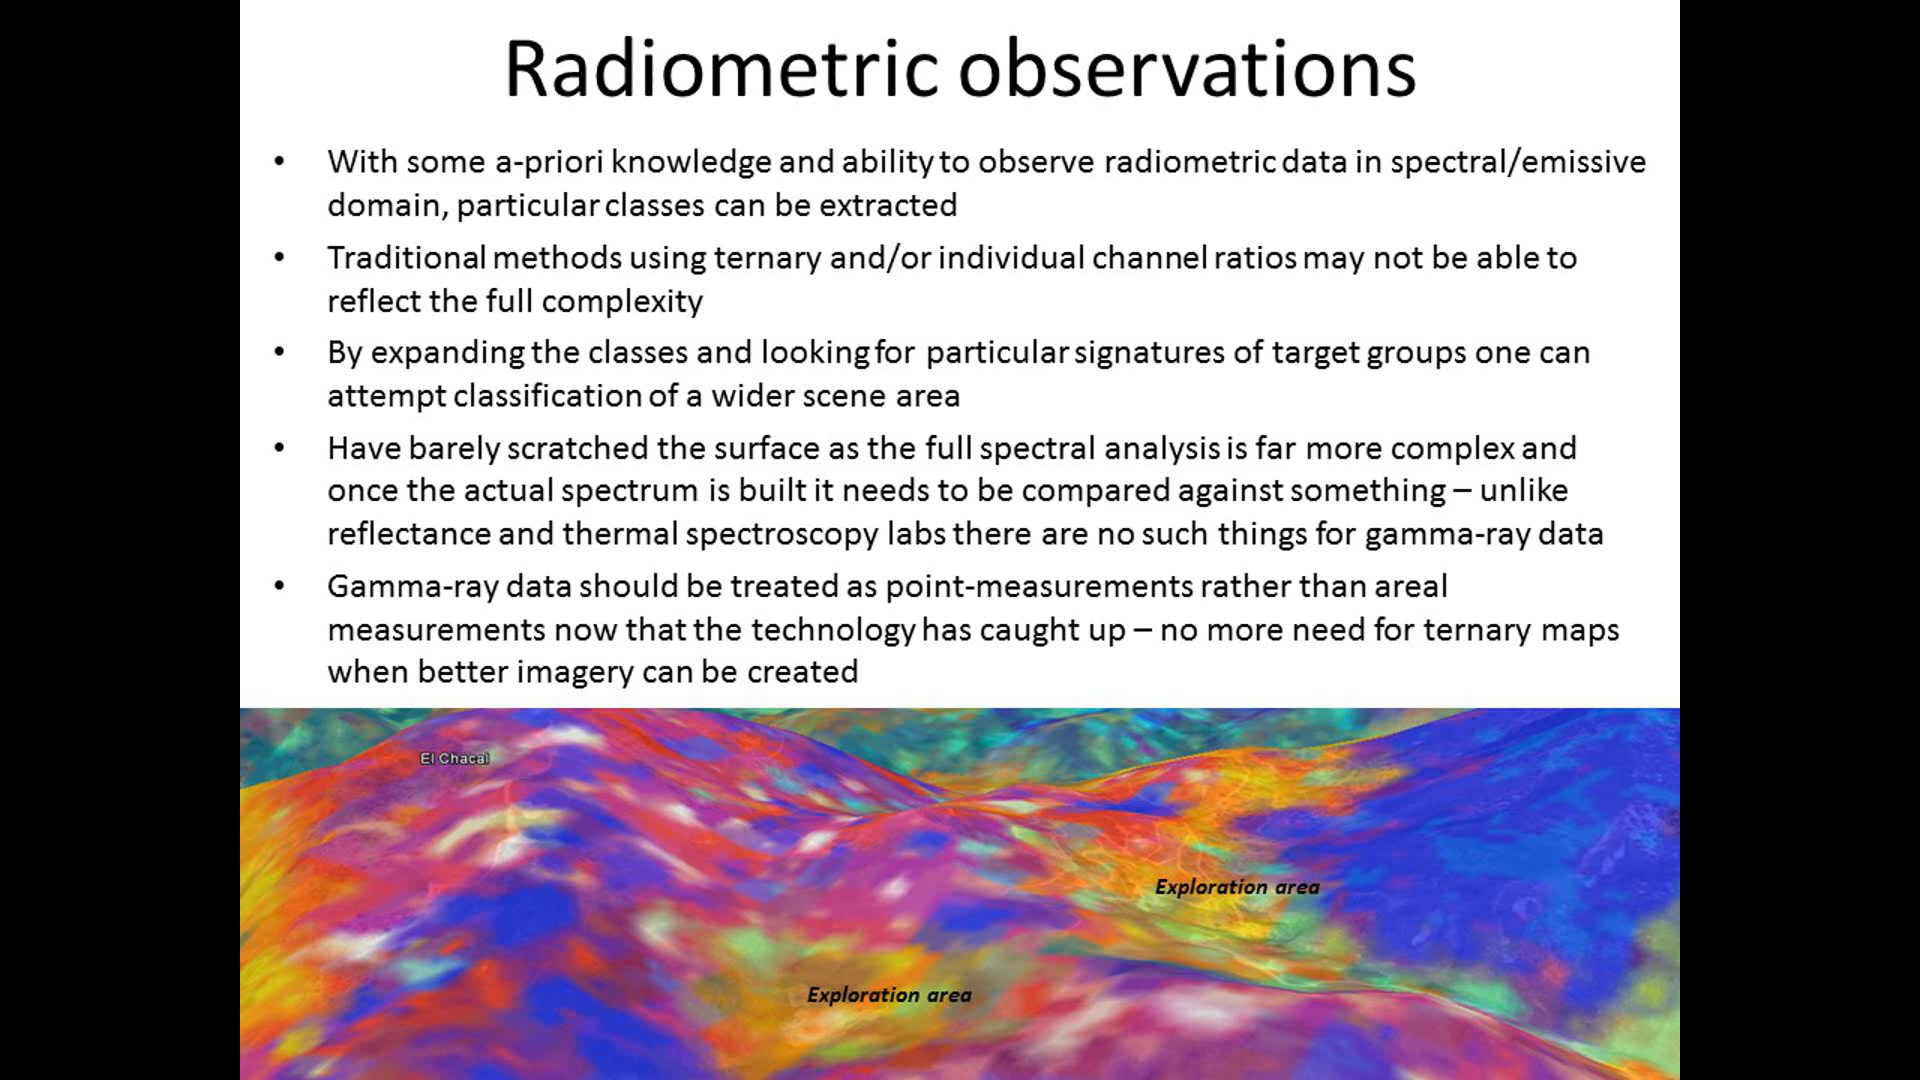 Radiometric observations
• With some a-priori knowledge and ability to observe radiometric data in spectral/emissive
domain, particular classes can be extracted
• Traditional methods using ternary and/or individual channel ratios may not be able to
reflect the full complexity
• By expanding the classes and looking for particular signatures of target groups one can
attempt classification of a wider scene area
• Have barely scratched the surface as the full spectral analysis is far more complex and
once the actual spectrum is built it needs to be compared against something – unlike
reflectance and thermal spectroscopy labs there are no such things for gamma-ray data
• Gamma-ray data should be treated as point-measurements rather than areal
measurements now that the technology has caught up – no more need for ternary maps
when better imagery can be created
El Chacal
Exploration area
Exploration area